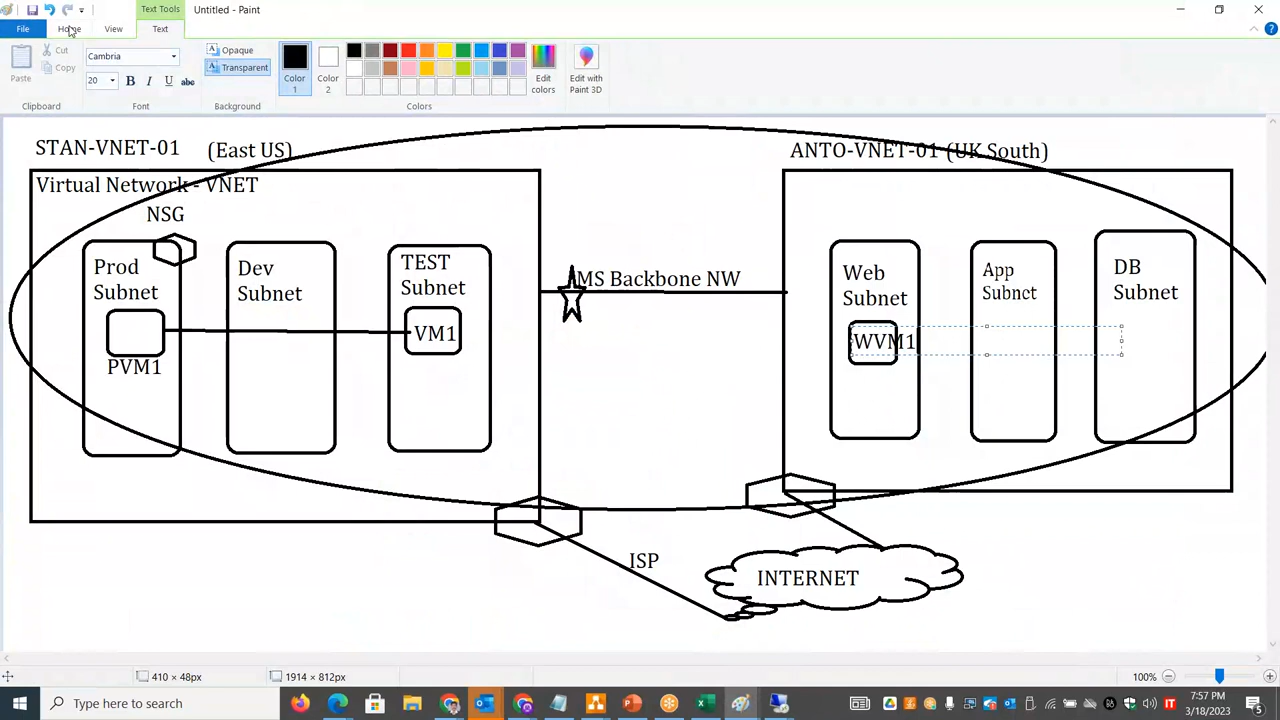 Text Tools
Untitled - Paint
File
Home
View
Text
Paste
Cut
Copy
Clipboard
Cambria
20
B I U abc
Font
Opaque
Transparent
Background
Color 1
Color 2
Edit colors
Colors
Edit with Paint 3D
STAN-VNET-01 (East US)
ANTO-VNET-01 (UK South)
Virtual Network - VNET
NSG
Prod Subnet
Dev Subnet
TEST Subnet
MS Backbone NW
Web Subnet
App Subnet
DB Subnet
VM1
WVM1
PVM1
ISP
INTERNET
410 × 48px
1914 × 812px
100%
Type here to search
7:57 PM
3/18/2023
IT
5